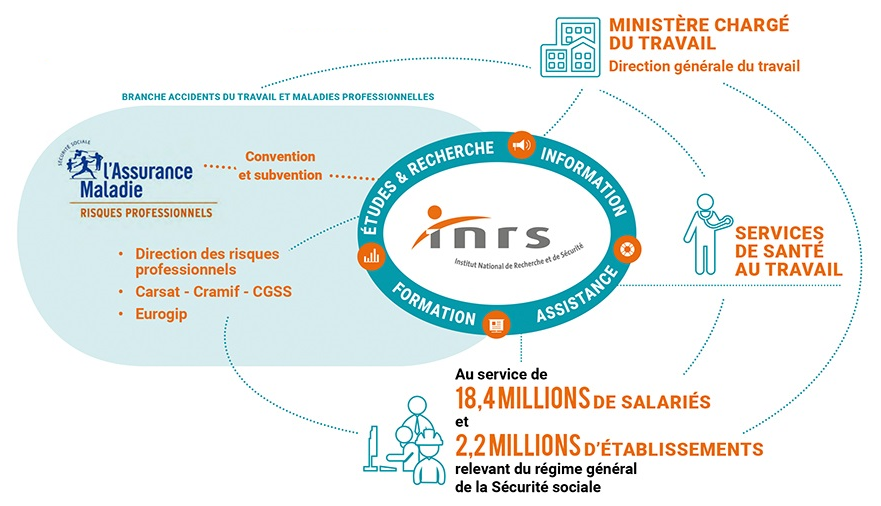 MINISTÈRE CHARGÉ
DU TRAVAIL
Direction générale du travail
BRANCHE ACCIDENTS DU TRAVAIL ET MALADIES PROFESSIONNELLES
SÉCURITÉ SOCIALE
l'Assurance
Maladie
RISQUES PROFESSIONNELS
Convention
et subvention
• Direction des risques
professionnels
• Carsat - Cramif - CGSS
• Eurogip
ÉTUDES & RECHERCHE
INFORMATION
FORMATION
ASSISTANCE
inrs
Institut National de Recherche et de Sécurité
SERVICES
DE SANTÉ
AU TRAVAIL
Au service de
18,4 MILLIONS DE SALARIÉS
et
2,2 MILLIONS D'ÉTABLISSEMENTS
relevant du régime général
de la Sécurité sociale